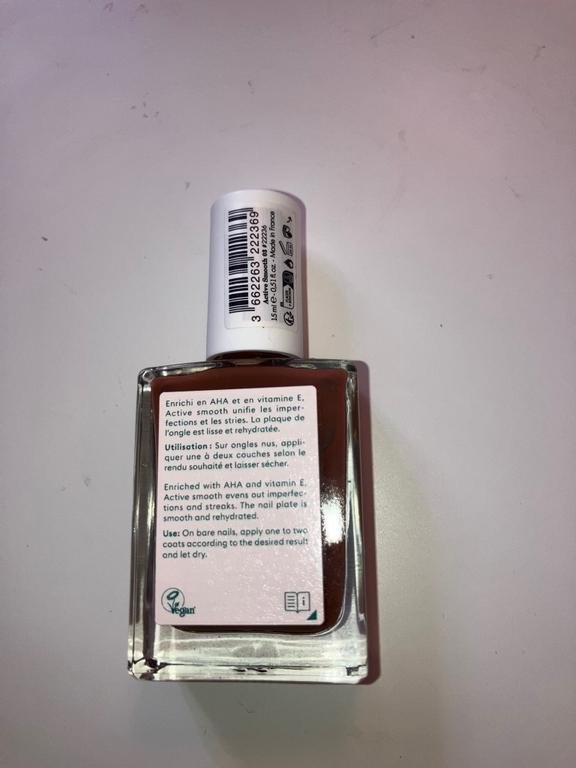 3 662263 222369
Active Smooth 03 #22236
15 ml e - 0.51 fl. oz. - Made in France
Enrichi en AHA et en vitamine E,
Active smooth unifie les imper-
fections et les stries. La plaque de
l'ongle est lisse et rehydratée.
Utilisation : Sur ongles nus, appli-
quer une à deux couches selon le
rendu souhaité et laisser sécher.
Enriched with AHA and vitamin E,
Active smooth evens out imperfec-
tions and streaks. The nail plate is
smooth and rehydrated.
Use: On bare nails, apply one to two
coats according to the desired result
and let dry.
Vegan
i